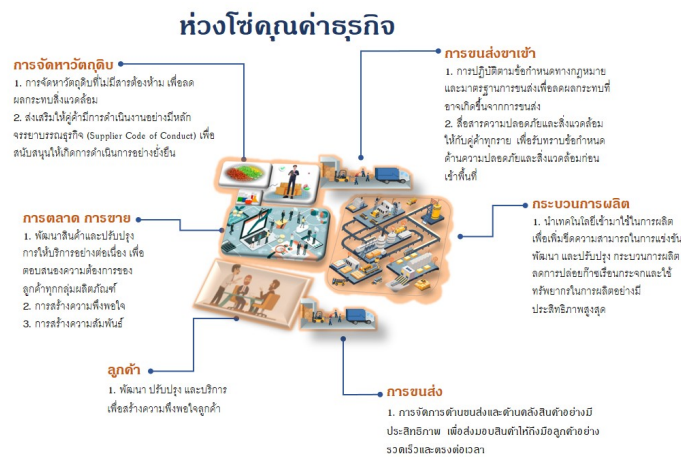 ห่วงโซ่คุณค่าธุรกิจ
การจัดหาวัตถุดิบ
1. การจัดหาวัตถุดิบที่ไม่มีสารต้องห้าม เพื่อลด
ผลกระทบสิ่งแวดล้อม
2. ส่งเสริมให้คู่ค้ามีการดำเนินงานอย่างมีหลัก
จรรยาบรรณธุรกิจ (Supplier Code of Conduct) เพื่อ
สนับสนุนให้เกิดการดำเนินการอย่างยั่งยืน
การขนส่งขาเข้า
1. การปฏิบัติตามข้อกำหนดทางกฎหมาย
และมาตรฐานการขนส่งเพื่อลดผลกระทบที่
อาจเกิดขึ้นจากการขนส่ง
2. สื่อสารความปลอดภัยและสิ่งแวดล้อม
ให้กับคู่ค้าทุกราย เพื่อรับทราบข้อกำหนด
ด้านความปลอดภัยและสิ่งแวดล้อมก่อน
เข้าพื้นที่
กระบวนการผลิต
1. นำเทคโนโลยีเข้ามาใช้ในการผลิต
เพื่อเพิ่มขีดความสามารถในการแข่งขัน
พัฒนา และปรับปรุง กระบวนการผลิต
ลดการปล่อยก๊าซเรือนกระจกและใช้
ทรัพยากรในการผลิตอย่างมี
ประสิทธิภาพสูงสุด
การตลาด การขาย
1. พัฒนาสินค้าและปรับปรุง
การให้บริการอย่างต่อเนื่อง เพื่อ
ตอบสนองความต้องการของ
ลูกค้าทุกกลุ่มผลิตภัณฑ์
2. การสร้างความพึงพอใจ
3. การสร้างความสัมพันธ์
ลูกค้า
1. พัฒนา ปรับปรุง และบริการ
เพื่อสร้างความพึงพอใจลูกค้า
การขนส่ง
1. การจัดการด้านขนส่งและด้านคลังสินค้าอย่างมี
ประสิทธิภาพ เพื่อส่งมอบสินค้าให้ถึงมือลูกค้าอย่าง
รวดเร็วและตรงต่อเวลา